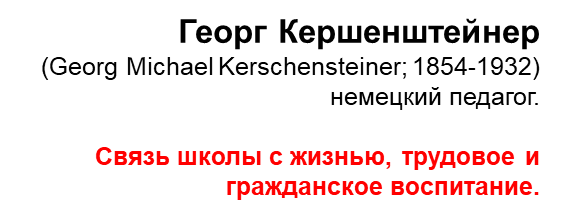 Георг Кершенштейнер
(Georg Michael Kerschensteiner; 1854-1932)
немецкий педагог.
Связь школы с жизнью, трудовое и
гражданское воспитание.